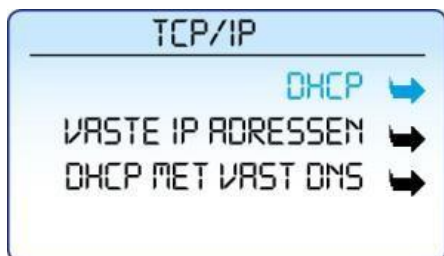 TCP/IP
DHCP
VASTE IP ADRESSEN
DHCP MET VAST DNS